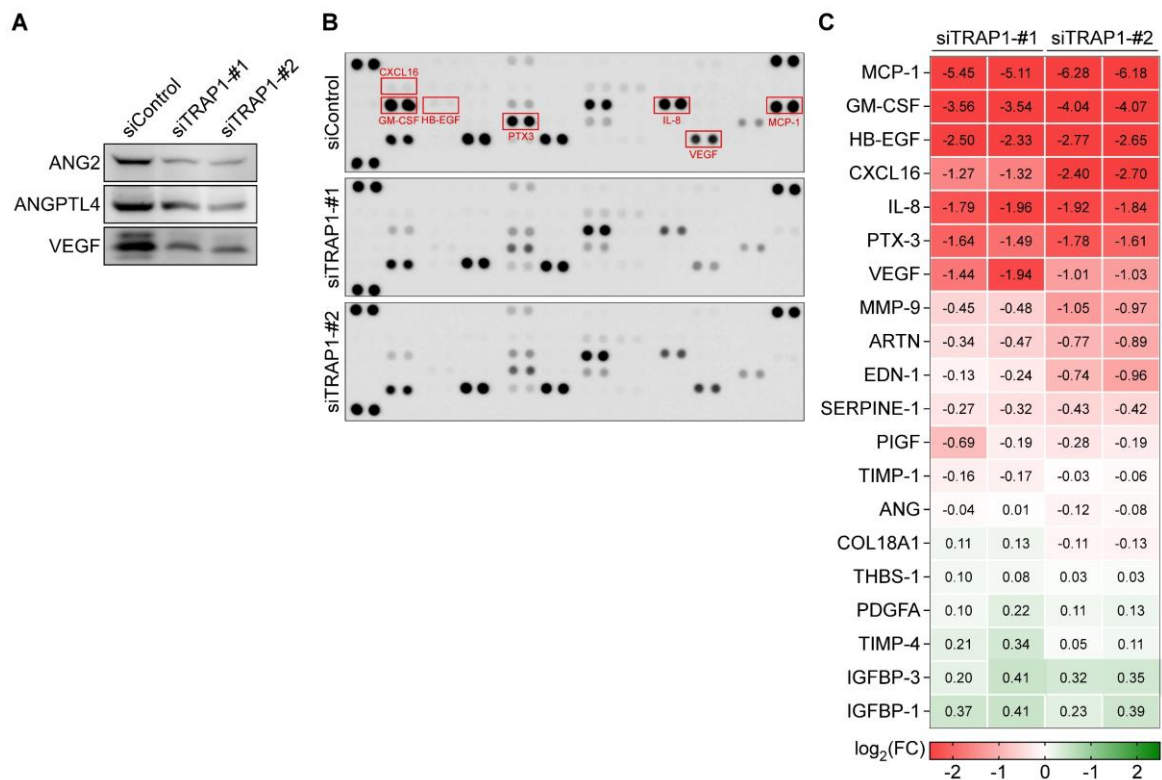 A
siControl
siTRAP1-#1
siTRAP1-#2
ANG2
ANGPTL4
VEGF
B
siControl
CXCL16
GM-CSF
HB-EGF
PTX3
IL-8
VEGF
MCP-1
siTRAP1-#1
siTRAP1-#2
C
siTRAP1-#1 siTRAP1-#2
MCP-1 -5.45 -5.11 -6.28 -6.18
GM-CSF -3.56 -3.54 -4.04 -4.07
HB-EGF -2.50 -2.33 -2.77 -2.65
CXCL16 -1.27 -1.32 -2.40 -2.70
IL-8 -1.79 -1.96 -1.92 -1.84
PTX-3 -1.64 -1.49 -1.78 -1.61
VEGF -1.44 -1.94 -1.01 -1.03
MMP-9 -0.45 -0.48 -1.05 -0.97
ARTN -0.34 -0.47 -0.77 -0.89
EDN-1 -0.13 -0.24 -0.74 -0.96
SERPINE-1 -0.27 -0.32 -0.43 -0.42
PIGF -0.69 -0.19 -0.28 -0.19
TIMP-1 -0.16 -0.17 -0.03 -0.06
ANG -0.04 0.01 -0.12 -0.08
COL18A1 0.11 0.13 -0.11 -0.13
THBS-1 0.10 0.08 0.03 0.03
PDGFA 0.10 0.22 0.11 0.13
TIMP-4 0.21 0.34 0.05 0.11
IGFBP-3 0.20 0.41 0.32 0.35
IGFBP-1 0.37 0.41 0.23 0.39
log2(FC)
-2 -1 0 1 2